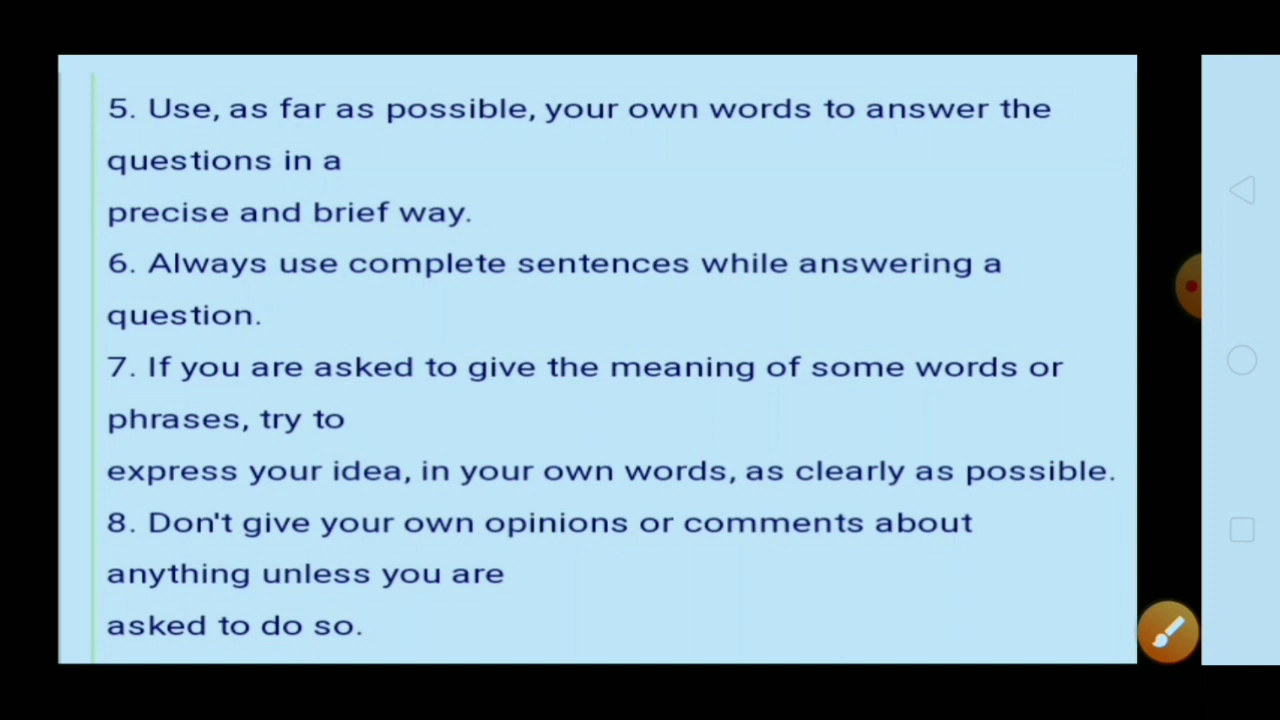 5. Use, as far as possible, your own words to answer the
questions in a
precise and brief way.
6. Always use complete sentences while answering a
question.
7. If you are asked to give the meaning of some words or
phrases, try to
express your idea, in your own words, as clearly as possible.
8. Don't give your own opinions or comments about
anything unless you are
asked to do so.